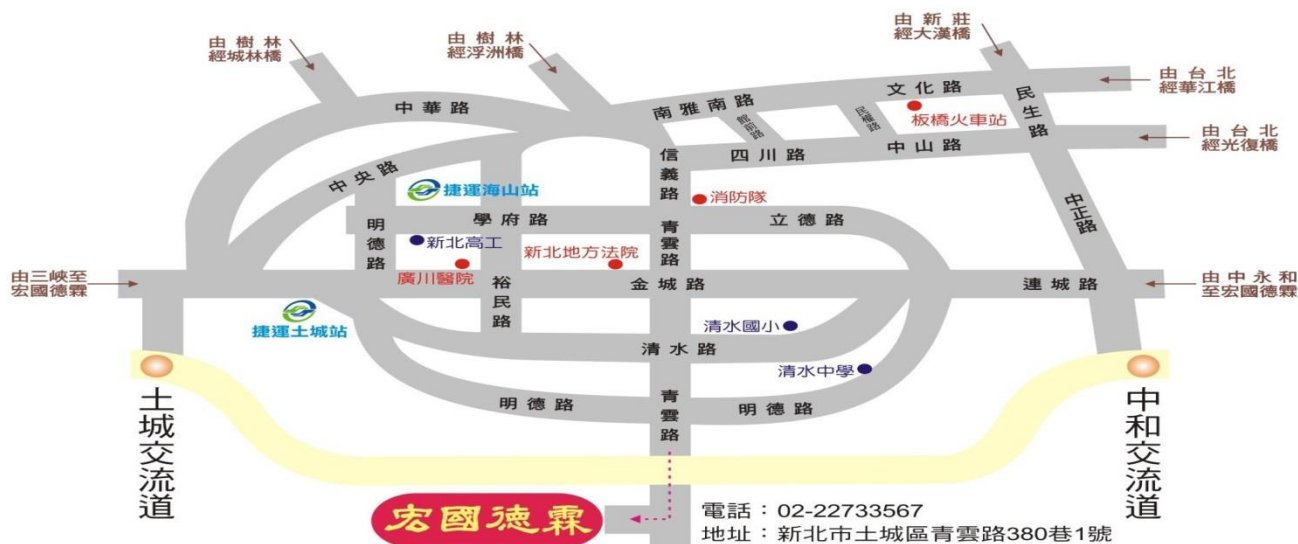 由樹林
經城林橋
由樹林
經浮洲橋
由新莊
經大漢橋
由台北
經華江橋
由台北
經光復橋
中華路
南雅南路
文化路
民生路
館前路
民權路
板橋火車站
信義路
四川路
中山路
中央路
捷運海山站
消防隊
中正路
明德路
學府路
青雲路
立德路
新北高工
新北地方法院
廣川醫院
由三峽至
宏國德霖
裕民路
金城路
連城路
由中永和
至宏國德霖
捷運土城站
清水國小
清水路
清水中學
明德路
青雲路
明德路
土城交流道
中和交流道
宏國德霖
電話：02-22733567
地址：新北市土城區青雲路380巷1號